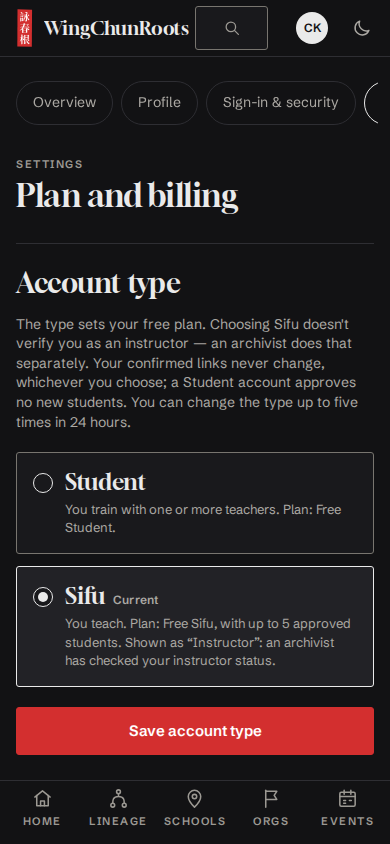 詠春根
WingChunRoots
CK
Overview
Profile
Sign-in & security
SETTINGS
Plan and billing
Account type
The type sets your free plan. Choosing Sifu doesn't
verify you as an instructor — an archivist does that
separately. Your confirmed links never change,
whichever you choose; a Student account approves
no new students. You can change the type up to five
times in 24 hours.
Student
You train with one or more teachers. Plan: Free
Student.
Sifu Current
You teach. Plan: Free Sifu, with up to 5 approved
students. Shown as “Instructor”: an archivist
has checked your instructor status.
Save account type
HOME
LINEAGE
SCHOOLS
ORGS
EVENTS